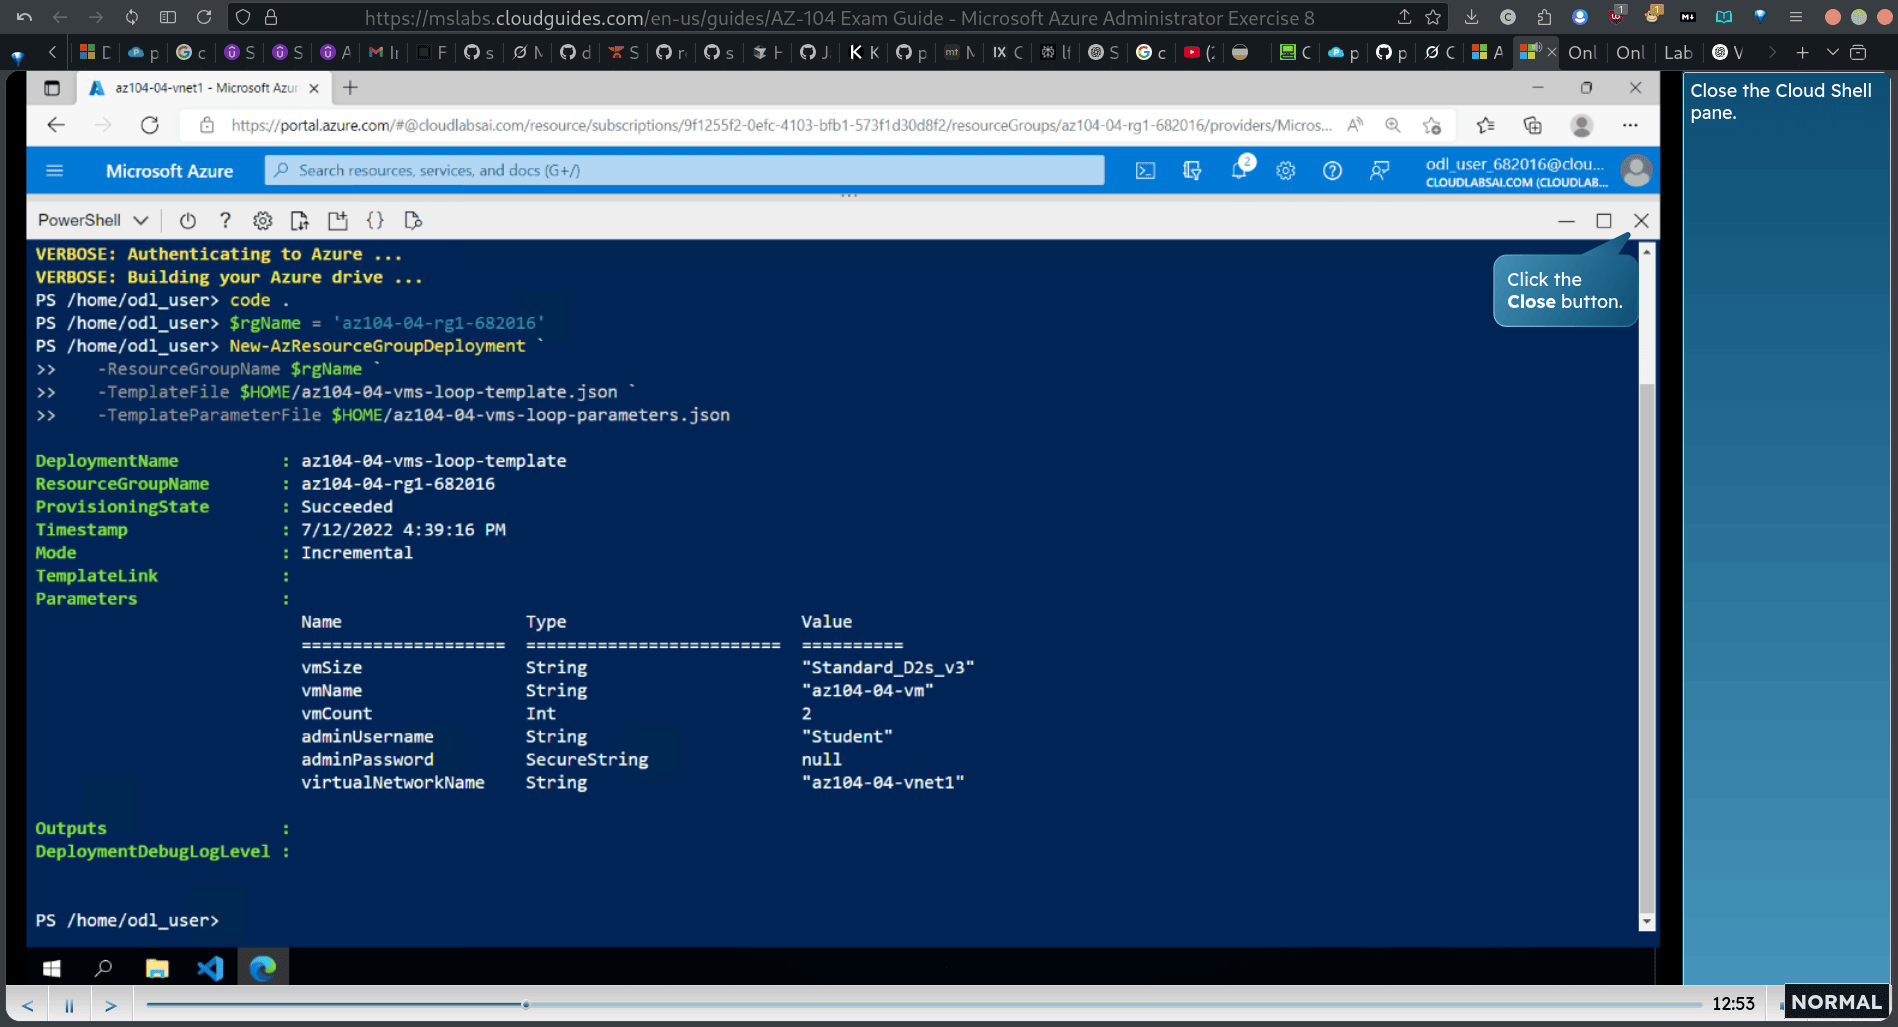 https://mslabs.cloudguides.com/en-us/guides/AZ-104 Exam Guide - Microsoft Azure Administrator Exercise 8
Onl
Onl
Lab
az104-04-vnet1 - Microsoft Azur
https://portal.azure.com/#@cloudlabsai.com/resource/subscriptions/9f1255f2-0efc-4103-bfb1-573f1d30d8f2/resourceGroups/az104-04-rg1-682016/providers/Micros...
Microsoft Azure
Search resources, services, and docs (G+/)
2
odl_user_682016@clou...
CLOUDLABSAI.COM (CLOUDLAB...
PowerShell
VERBOSE: Authenticating to Azure ...
VERBOSE: Building your Azure drive ...
PS /home/odl_user> code .
PS /home/odl_user> $rgName = 'az104-04-rg1-682016'
PS /home/odl_user> New-AzResourceGroupDeployment `
>> -ResourceGroupName $rgName `
>> -TemplateFile $HOME/az104-04-vms-loop-template.json `
>> -TemplateParameterFile $HOME/az104-04-vms-loop-parameters.json
DeploymentName : az104-04-vms-loop-template
ResourceGroupName : az104-04-rg1-682016
ProvisioningState : Succeeded
Timestamp : 7/12/2022 4:39:16 PM
Mode : Incremental
TemplateLink :
Parameters :
Name Type Value
==================== ========================= ==========
vmSize String "Standard_D2s_v3"
vmName String "az104-04-vm"
vmCount Int 2
adminUsername String "Student"
adminPassword SecureString null
virtualNetworkName String "az104-04-vnet1"
Outputs :
DeploymentDebugLogLevel :
PS /home/odl_user>
Click the
Close button.
Close the Cloud Shell
pane.
12:53
NORMAL